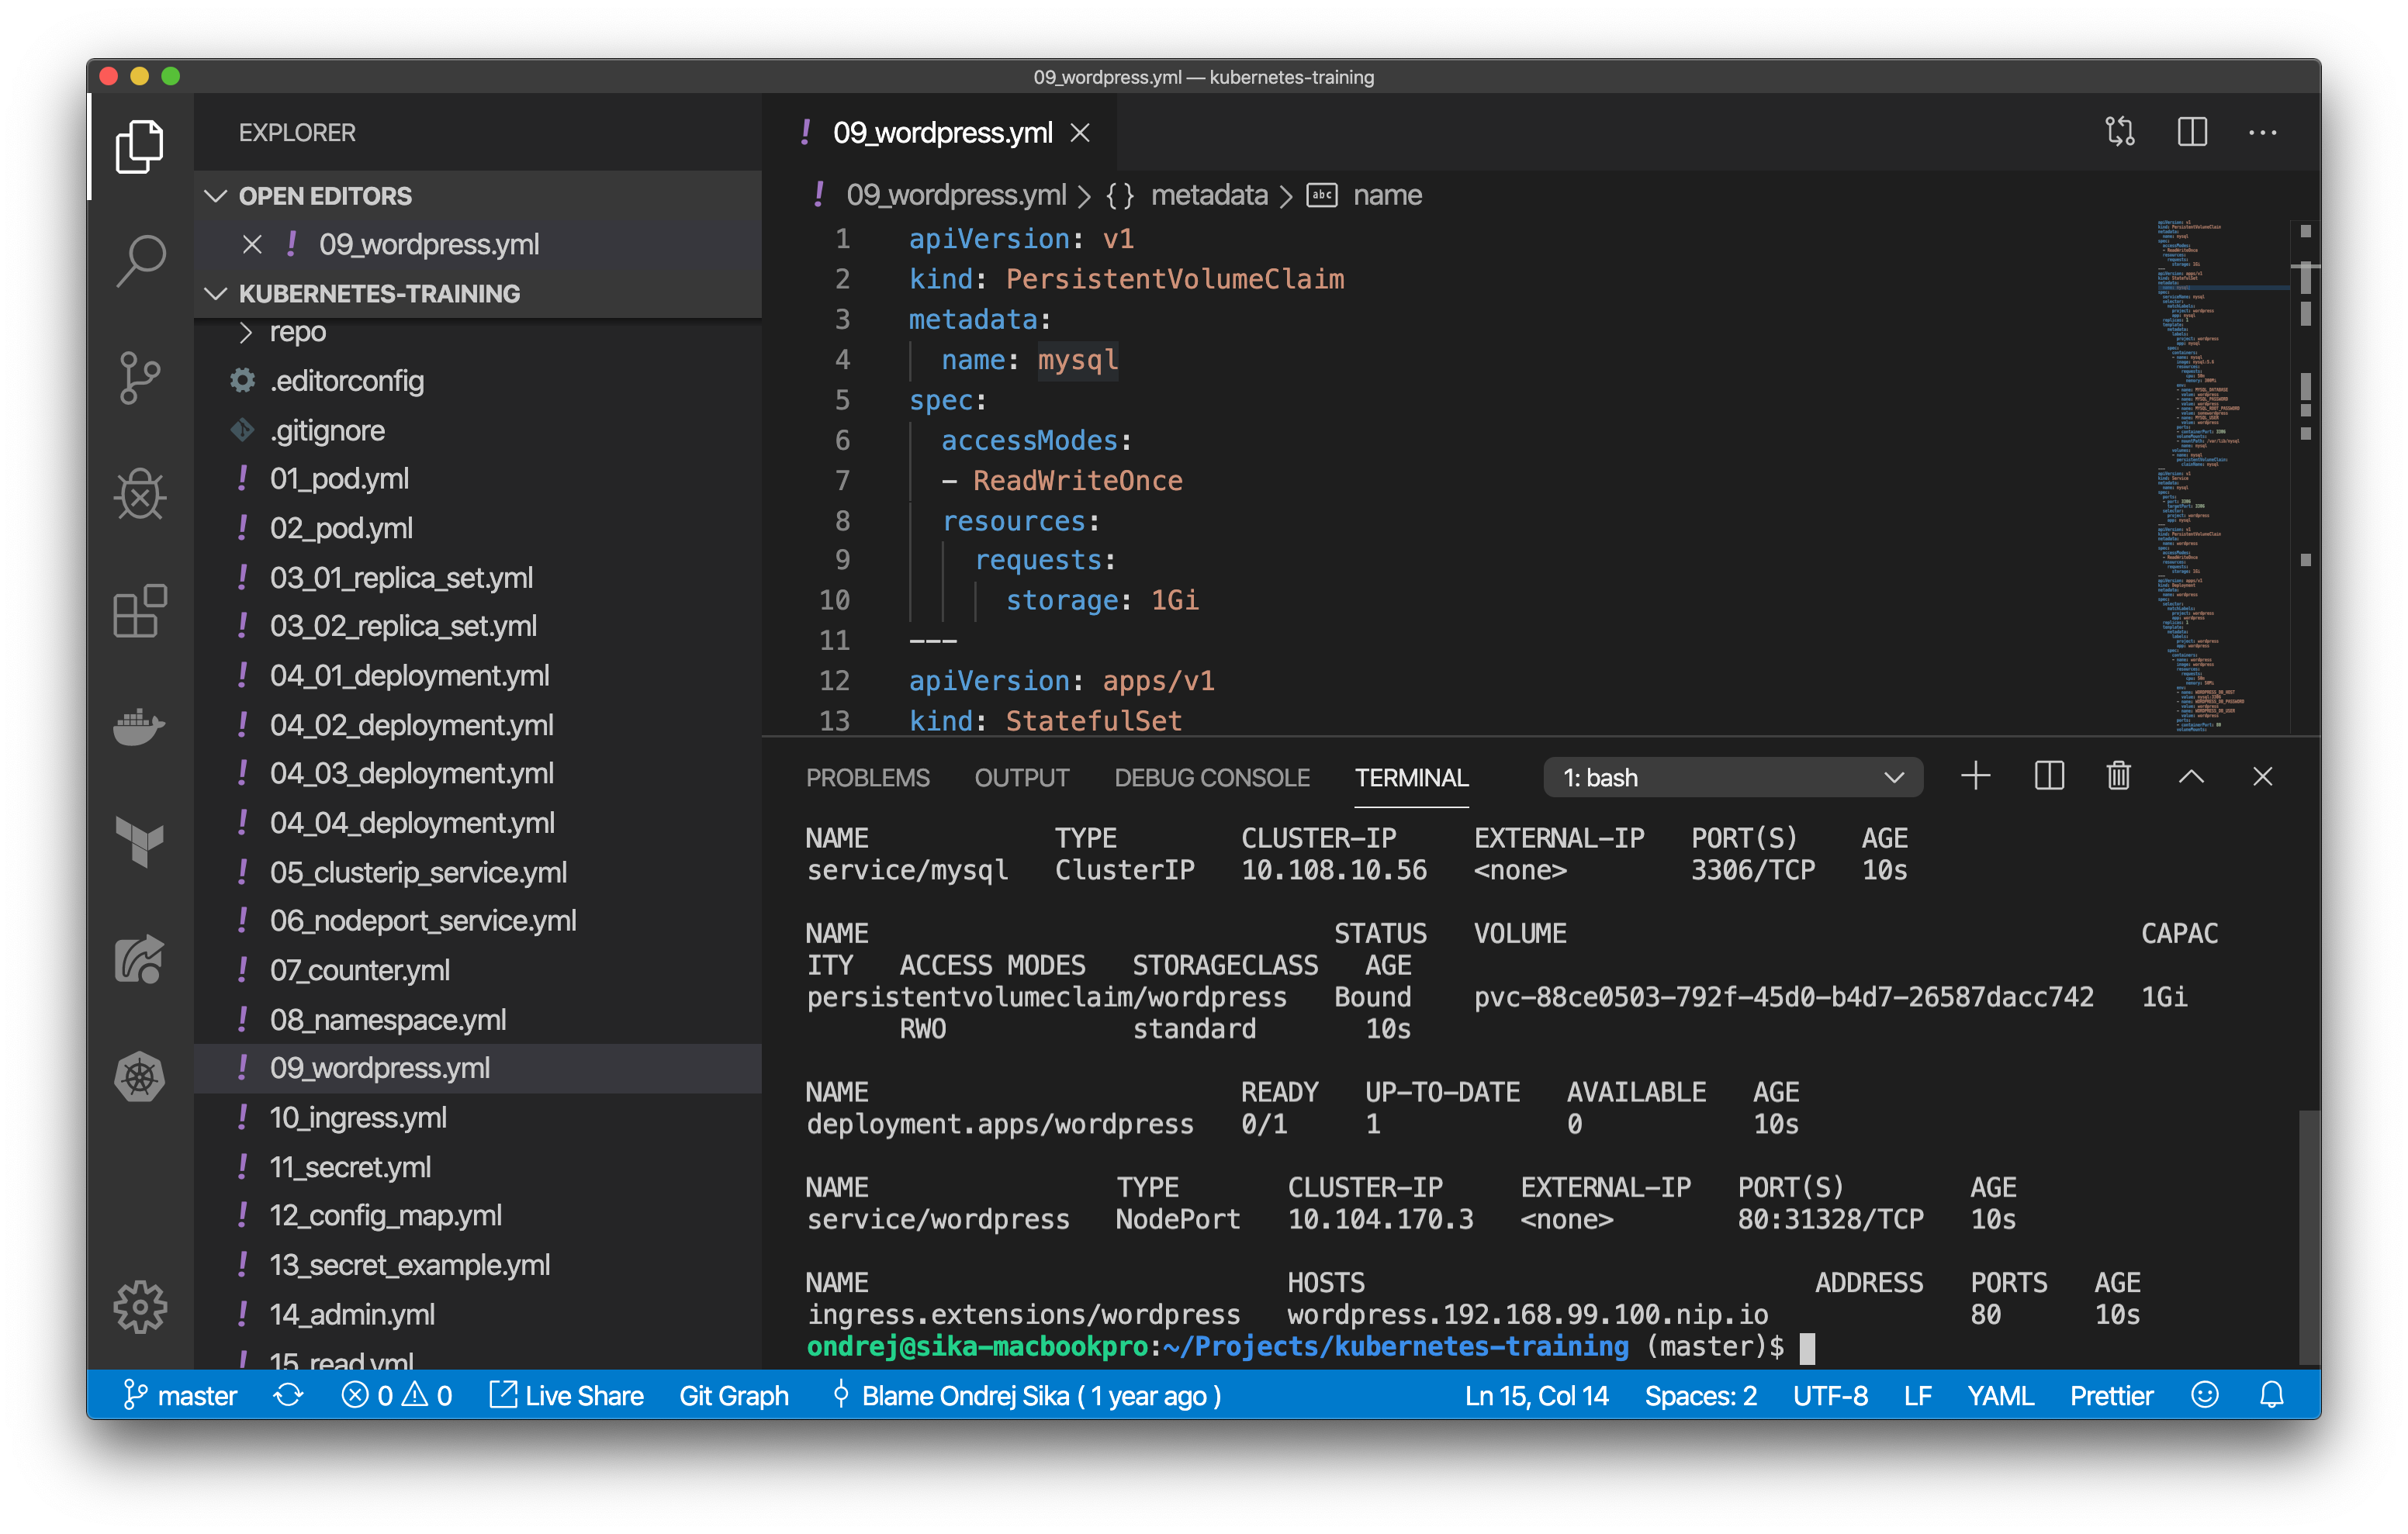 09_wordpress.yml — kubernetes-training
EXPLORER
OPEN EDITORS
09_wordpress.yml
KUBERNETES-TRAINING
repo
.editorconfig
.gitignore
! 01_pod.yml
! 02_pod.yml
! 03_01_replica_set.yml
! 03_02_replica_set.yml
! 04_01_deployment.yml
! 04_02_deployment.yml
! 04_03_deployment.yml
! 04_04_deployment.yml
! 05_clusterip_service.yml
! 06_nodeport_service.yml
! 07_counter.yml
! 08_namespace.yml
! 09_wordpress.yml
! 10_ingress.yml
! 11_secret.yml
! 12_config_map.yml
! 13_secret_example.yml
! 14_admin.yml
! 15_read.yml
! 09_wordpress.yml
! 09_wordpress.yml > {} metadata > abc name
1 apiVersion: v1
2 kind: PersistentVolumeClaim
3 metadata:
4   name: mysql
5 spec:
6   accessModes:
7   - ReadWriteOnce
8   resources:
9     requests:
10       storage: 1Gi
11 ---
12 apiVersion: apps/v1
13 kind: StatefulSet
PROBLEMS OUTPUT DEBUG CONSOLE TERMINAL 1: bash
NAME            TYPE        CLUSTER-IP     EXTERNAL-IP   PORT(S)    AGE
service/mysql   ClusterIP   10.108.10.56   <none>        3306/TCP   10s
NAME                              STATUS   VOLUME                                     CAPAC
ITY   ACCESS MODES   STORAGECLASS   AGE
persistentvolumeclaim/wordpress   Bound    pvc-88ce0503-792f-45d0-b4d7-26587dacc742   1Gi
      RWO            standard       10s
NAME                        READY   UP-TO-DATE   AVAILABLE   AGE
deployment.apps/wordpress   0/1     1            0           10s
NAME                TYPE       CLUSTER-IP     EXTERNAL-IP   PORT(S)        AGE
service/wordpress   NodePort   10.104.170.3   <none>        80:31328/TCP   10s
NAME                           HOSTS                             ADDRESS   PORTS   AGE
ingress.extensions/wordpress   wordpress.192.168.99.100.nip.io             80      10s
ondrej@sika-macbookpro:~/Projects/kubernetes-training (master)$
master 0 0 Live Share Git Graph Blame Ondrej Sika ( 1 year ago ) Ln 15, Col 14 Spaces: 2 UTF-8 LF YAML Prettier